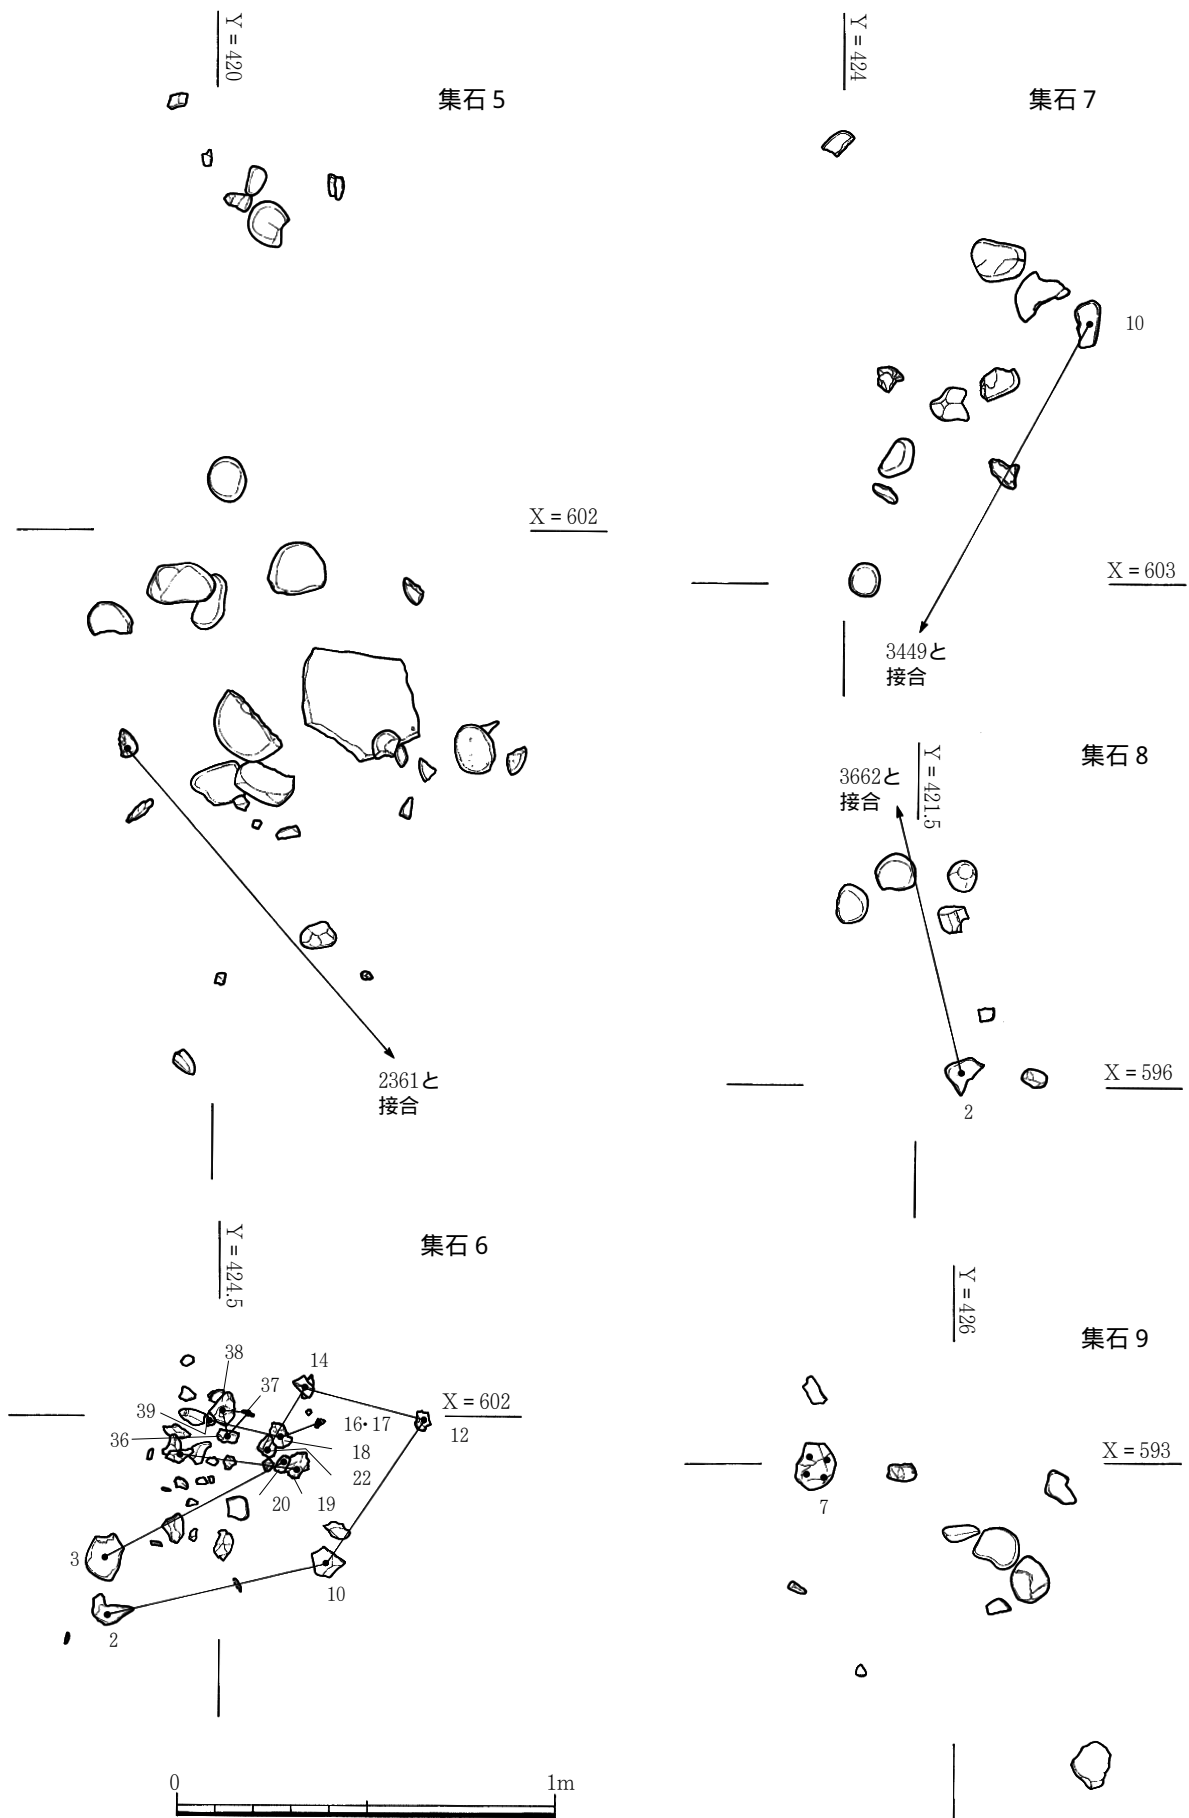 Y = 420
集石 5
X = 602
2361と
接合
Y = 424
集石 7
10
X = 603
3449と
接合
集石 8
Y = 421.5
3662と
接合
X = 596
2
Y = 424.5
集石 6
38
14
37
39
X = 602
16・17
12
36
18
22
20
19
3
10
2
Y = 426
集石 9
X = 593
7
0
1m